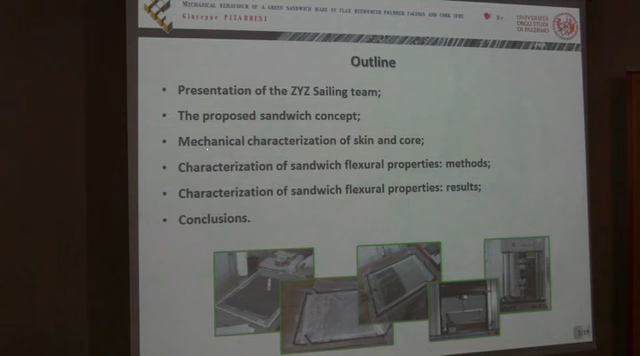 MECHANICAL BEHAVIOUR OF A GREEN SANDWICH MADE BY FLAX REINFORCED POLYMER FACINGS AND CORK CORE
Giuseppe PITARRESI
UNIVERSITÀ
DEGLI STUDI
DI PALERMO
Outline
• Presentation of the ZYZ Sailing team;
• The proposed sandwich concept;
• Mechanical characterization of skin and core;
• Characterization of sandwich flexural properties: methods;
• Characterization of sandwich flexural properties: results;
• Conclusions.